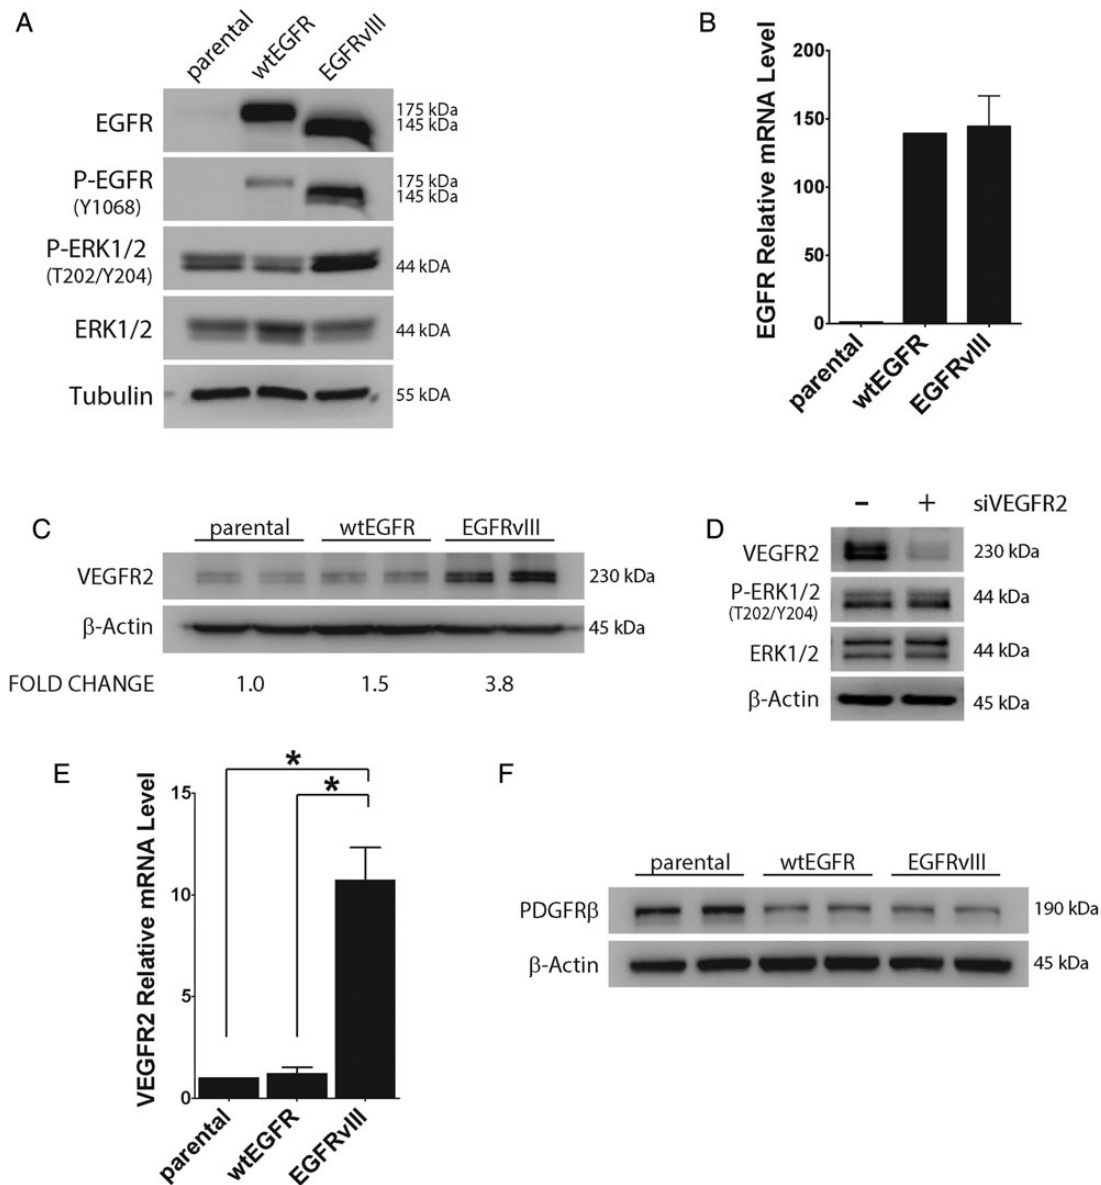 A
parental
wtEGFR
EGFRvIII
EGFR
175 kDa
145 kDa
P-EGFR
(Y1068)
175 kDa
145 kDa
P-ERK1/2
(T202/Y204)
44 kDA
ERK1/2
44 kDA
Tubulin
55 kDA
B
EGFR Relative mRNA Level
200
150
100
50
0
parental
wtEGFR
EGFRvIII
C
parental wtEGFR EGFRvIII
VEGFR2
230 kDa
β-Actin
45 kDa
FOLD CHANGE 1.0 1.5 3.8
D
– + siVEGFR2
VEGFR2
230 kDa
P-ERK1/2
(T202/Y204)
44 kDa
ERK1/2
44 kDa
β-Actin
45 kDa
E
VEGFR2 Relative mRNA Level
15
10
5
0
*
*
parental
wtEGFR
EGFRvIII
F
parental wtEGFR EGFRvIII
PDGFRβ
190 kDa
β-Actin
45 kDa